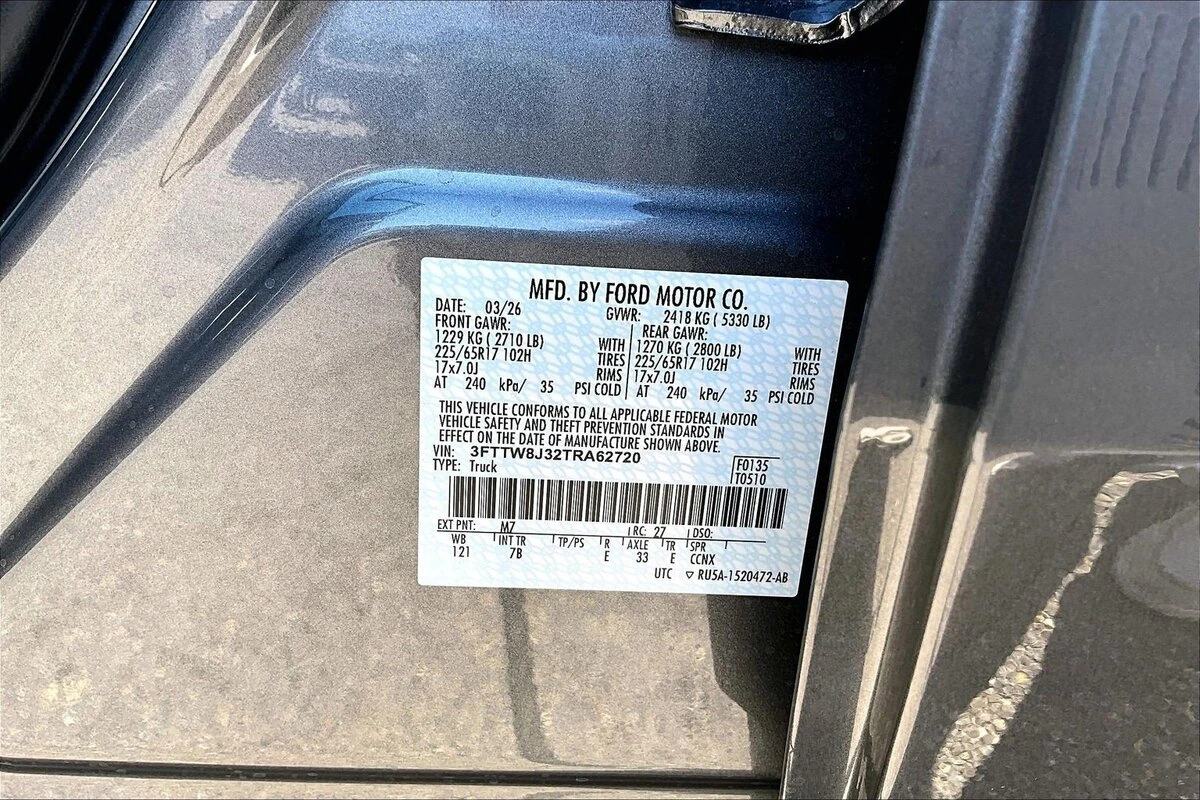 MFD. BY FORD MOTOR CO.
DATE: 03/26 GVWR: 2418 KG ( 5330 LB)
FRONT GAWR: REAR GAWR:
1229 KG ( 2710 LB) WITH 1270 KG ( 2800 LB) WITH
225/65R17 102H TIRES 225/65R17 102H TIRES
17x7.0J RIMS 17x7.0J RIMS
AT 240 kPa/ 35 PSI COLD AT 240 kPa/ 35 PSI COLD
THIS VEHICLE CONFORMS TO ALL APPLICABLE FEDERAL MOTOR
VEHICLE SAFETY AND THEFT PREVENTION STANDARDS IN
EFFECT ON THE DATE OF MANUFACTURE SHOWN ABOVE.
VIN: 3FTTW8J32TRA62720 F0135
TYPE: Truck T0510
EXT PNT: M7 RC: 27 DSO:
WB INT TR TP/PS R AXLE TR SPR
121 7B E 33 E CCNX
UTC ▽ RU5A-1520472-AB